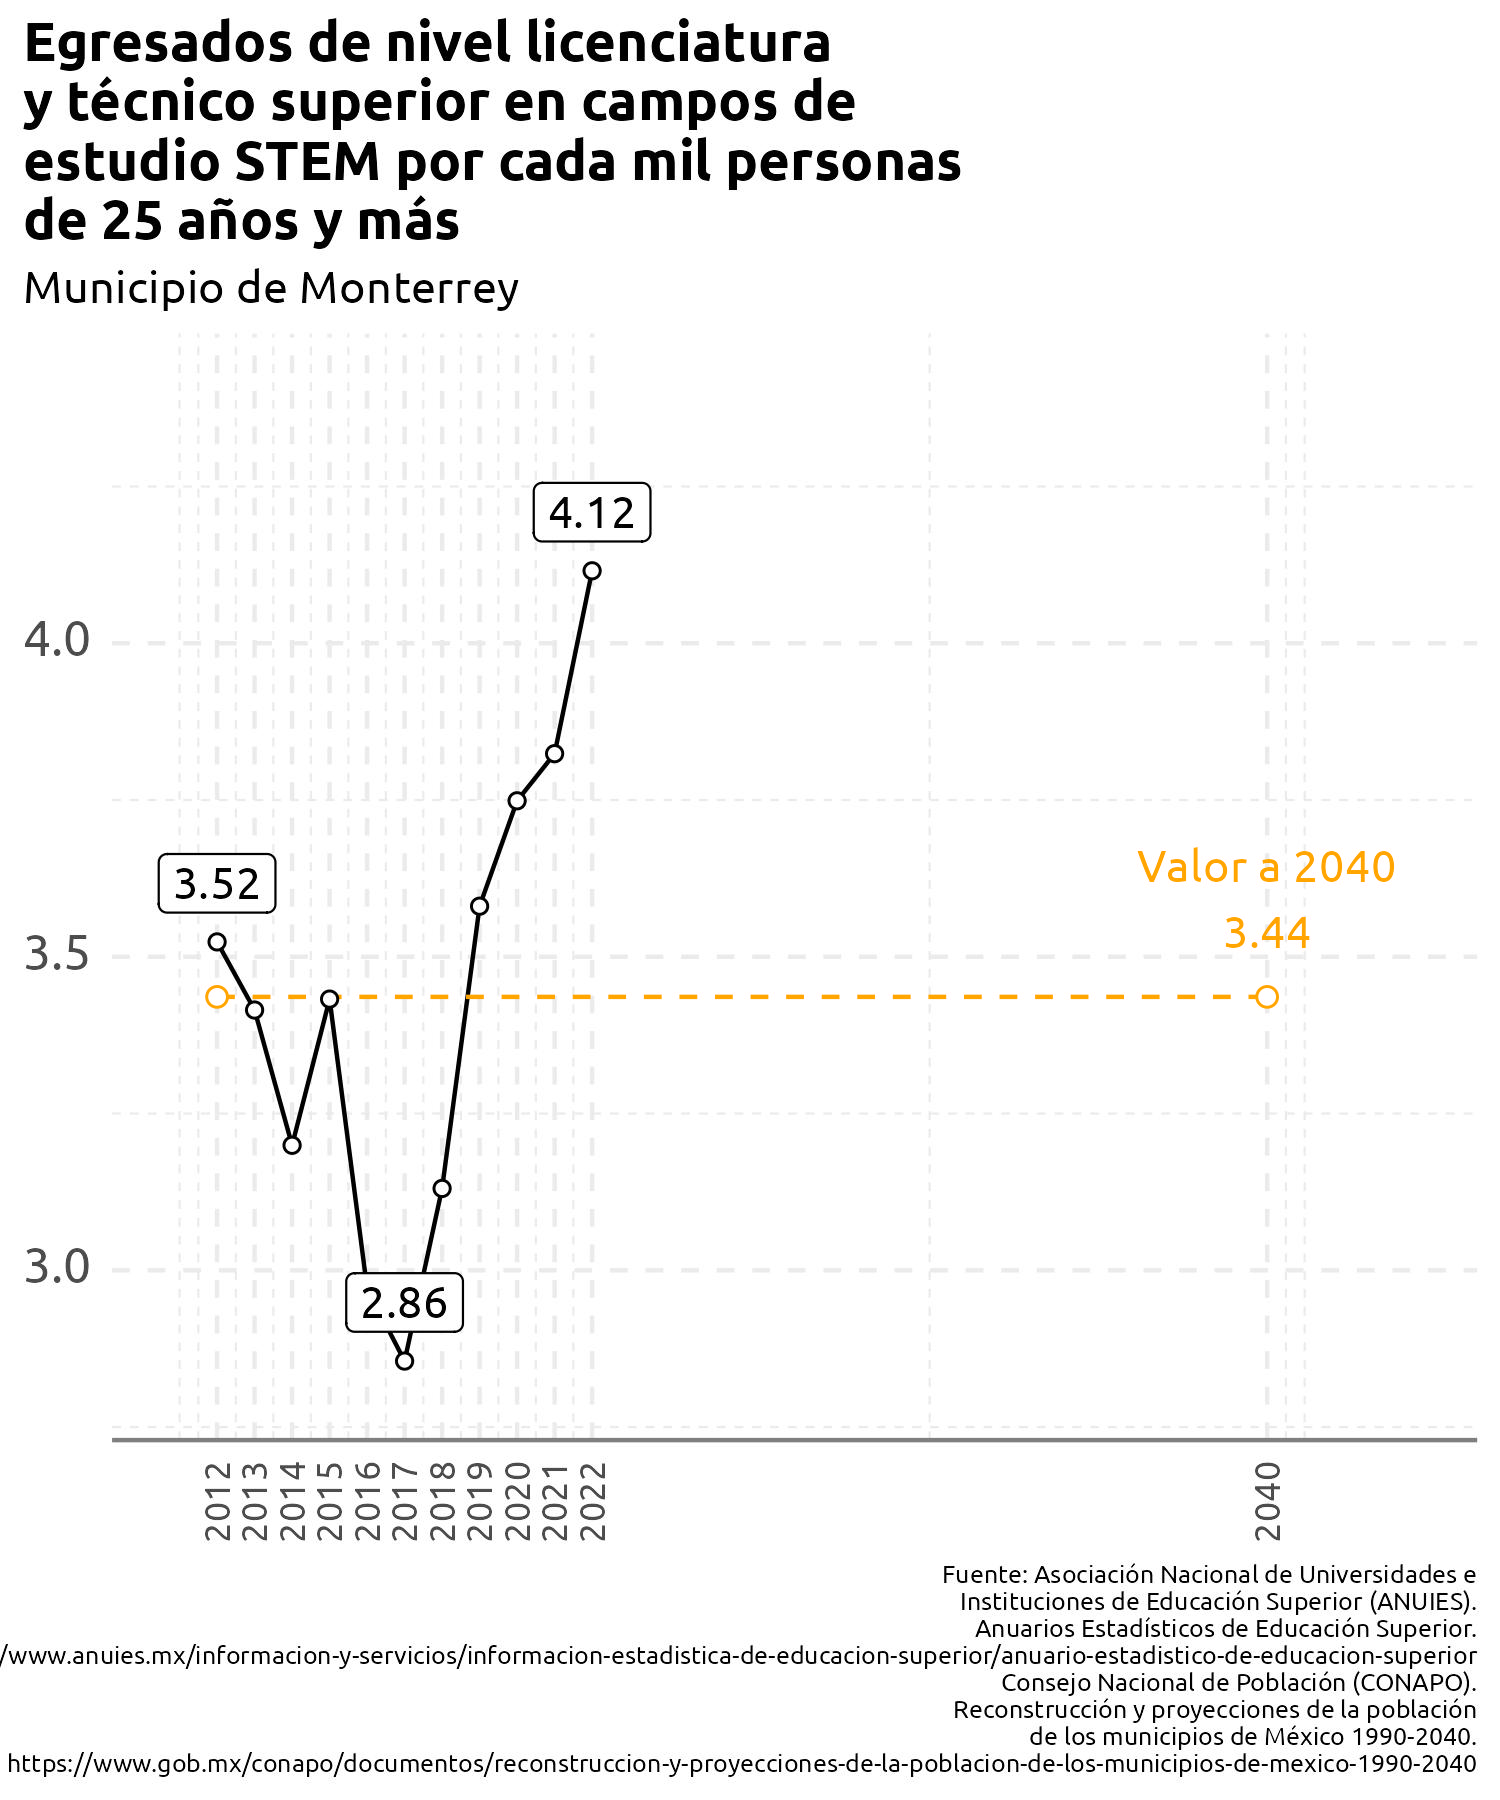 Egresados de nivel licenciatura
y técnico superior en campos de
estudio STEM por cada mil personas
de 25 años y más
Municipio de Monterrey
4.12
4.0
3.52
Valor a 2040
3.44
3.5
3.0
2.86
2012
2013
2014
2015
2016
2017
2018
2019
2020
2021
2022
2040
Fuente: Asociación Nacional de Universidades e
Instituciones de Educación Superior (ANUIES).
Anuarios Estadísticos de Educación Superior.
/www.anuies.mx/informacion-y-servicios/informacion-estadistica-de-educacion-superior/anuario-estadistico-de-educacion-superior
Consejo Nacional de Población (CONAPO).
Reconstrucción y proyecciones de la población
de los municipios de México 1990-2040.
https://www.gob.mx/conapo/documentos/reconstruccion-y-proyecciones-de-la-poblacion-de-los-municipios-de-mexico-1990-2040